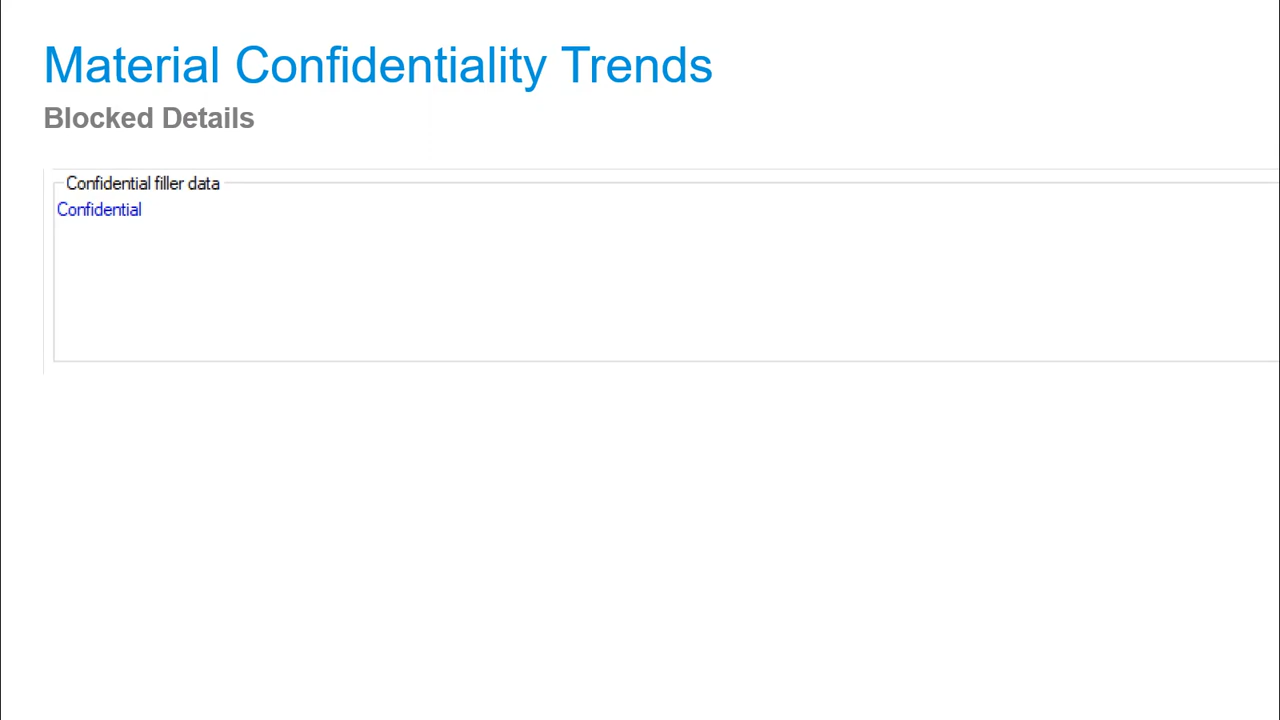 Material Confidentiality Trends
Blocked Details
Confidential filler data
Confidential